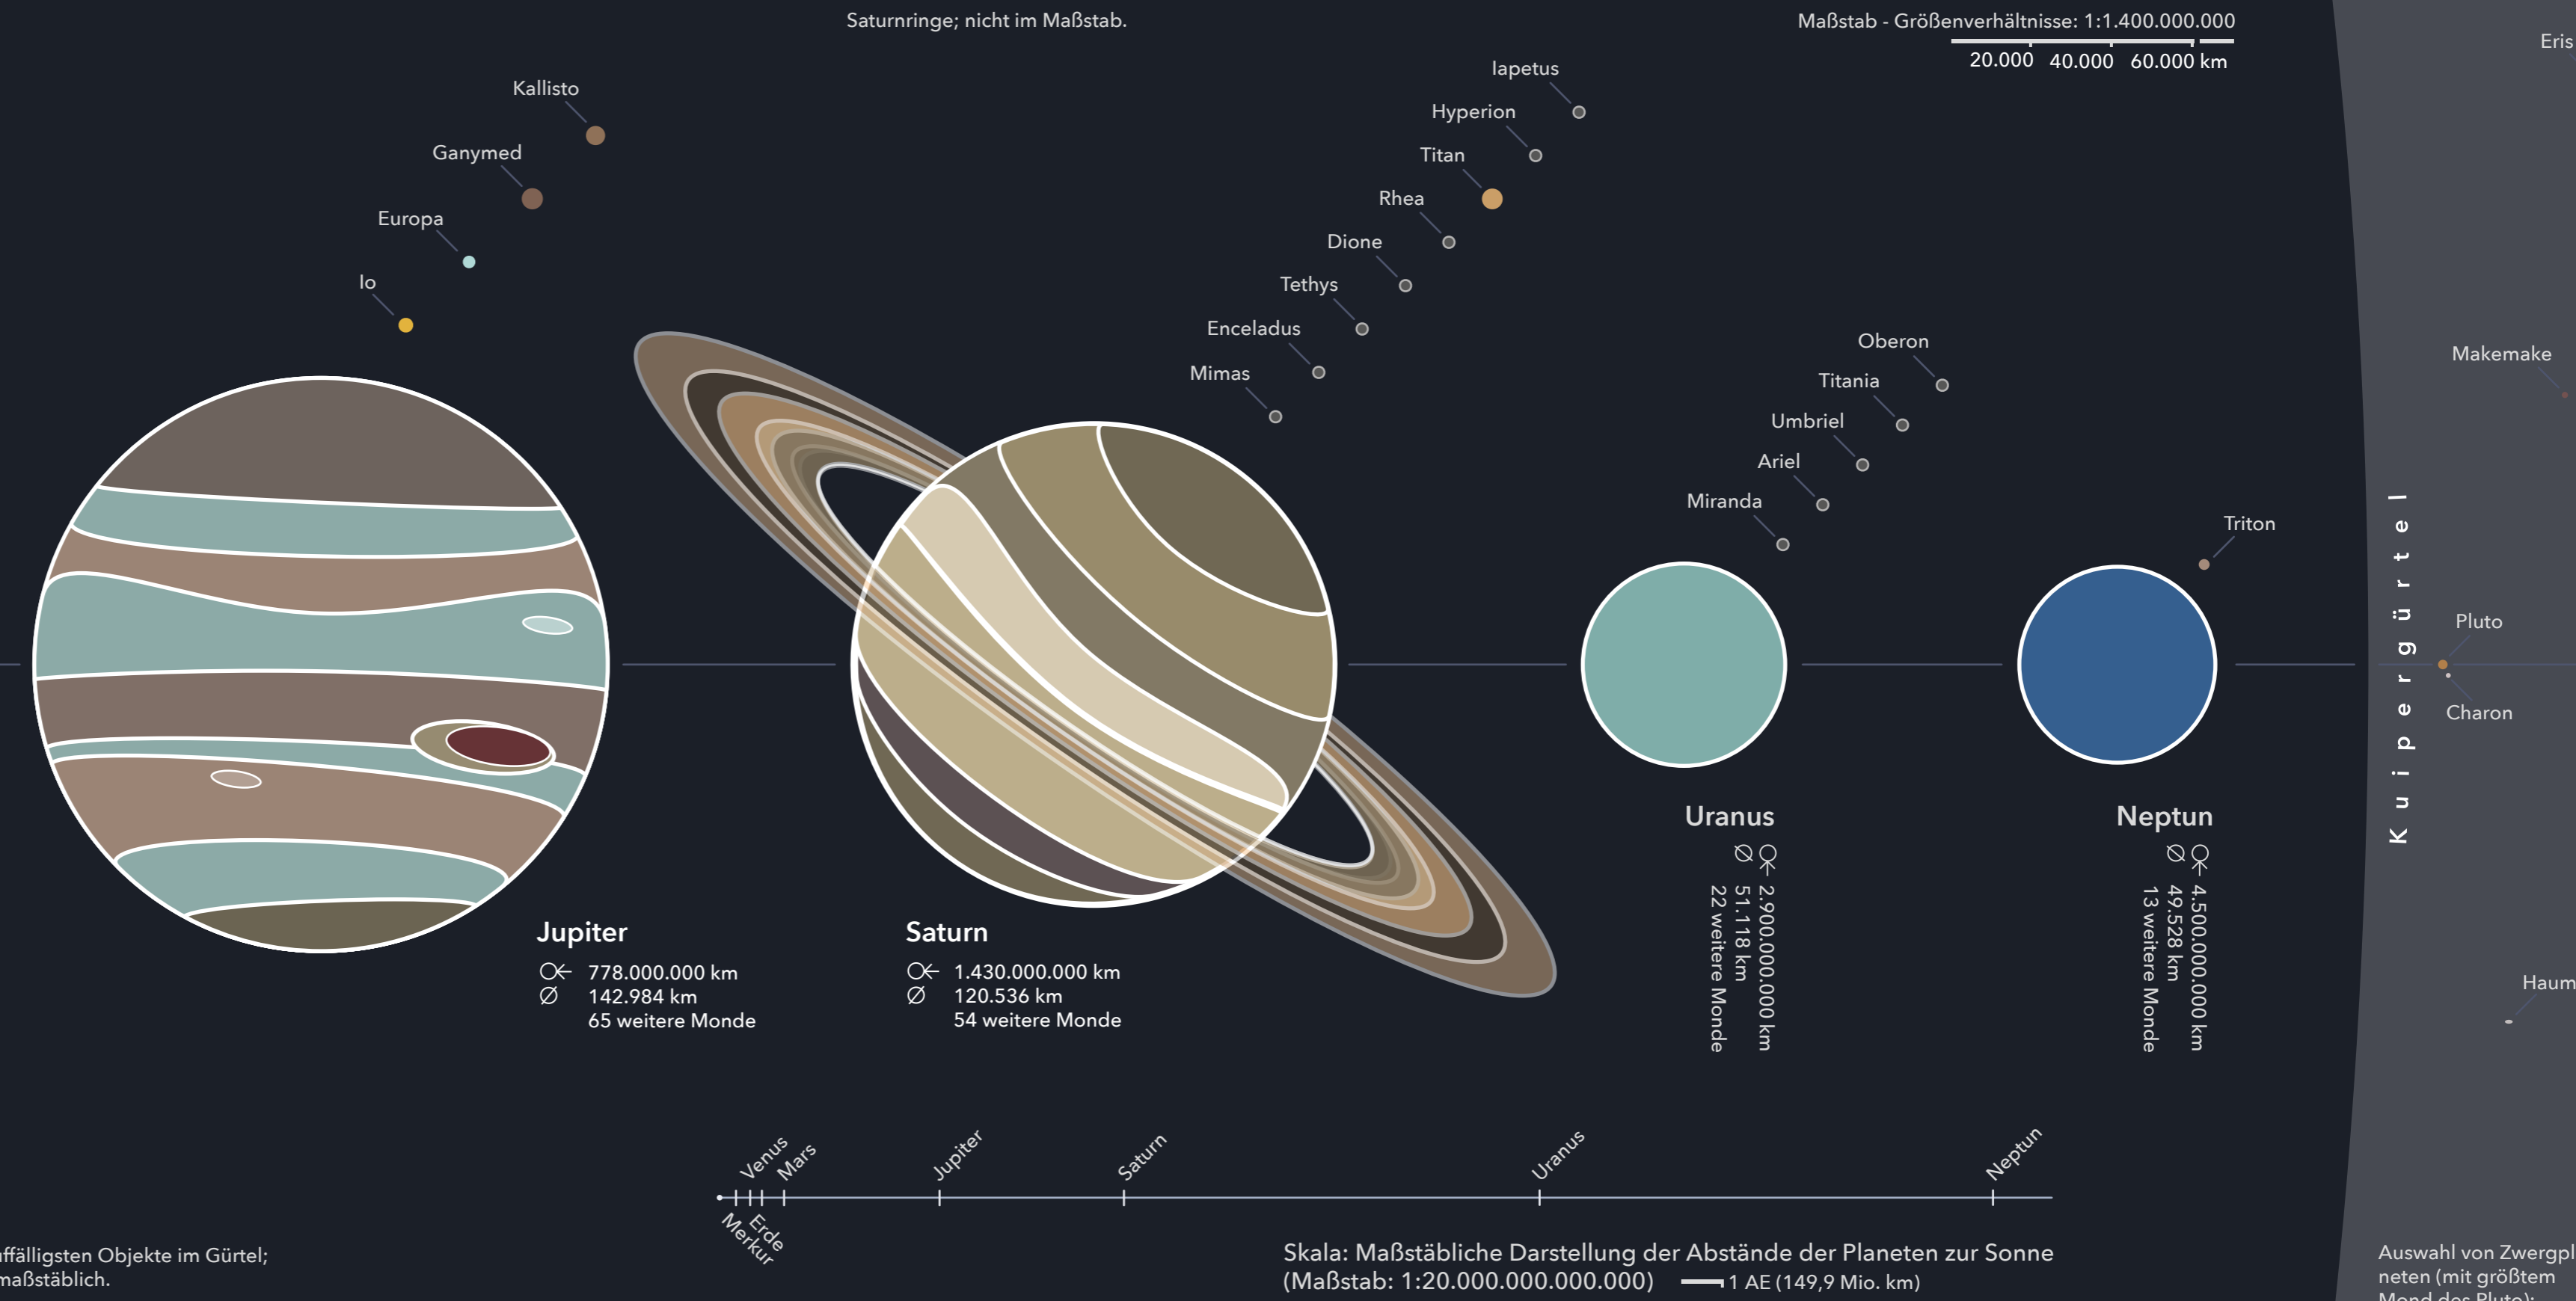 Saturnringe; nicht im Maßstab.
Maßstab - Größenverhältnisse: 1:1.400.000.000
20.000 40.000 60.000 km
Eris
Iapetus
Kallisto
Hyperion
Ganymed
Titan
Rhea
Europa
Dione
Io
Tethys
Enceladus
Mimas
Oberon
Titania
Umbriel
Ariel
Miranda
Makemake
Triton
Kuipergürtel
Pluto
Charon
Jupiter
778.000.000 km
∅ 142.984 km
65 weitere Monde
Saturn
1.430.000.000 km
∅ 120.536 km
54 weitere Monde
Uranus
2.900.000.000 km
∅ 51.118 km
22 weitere Monde
Neptun
4.500.000.000 km
∅ 49.528 km
13 weitere Monde
Haum
Merkur
Venus
Erde
Mars
Jupiter
Saturn
Uranus
Neptun
uffälligsten Objekte im Gürtel;
maßstäblich.
Skala: Maßstäbliche Darstellung der Abstände der Planeten zur Sonne
(Maßstab: 1:20.000.000.000.000) 1 AE (149,9 Mio. km)
Auswahl von Zwergpl
neten (mit größtem
Mond des Pluto);